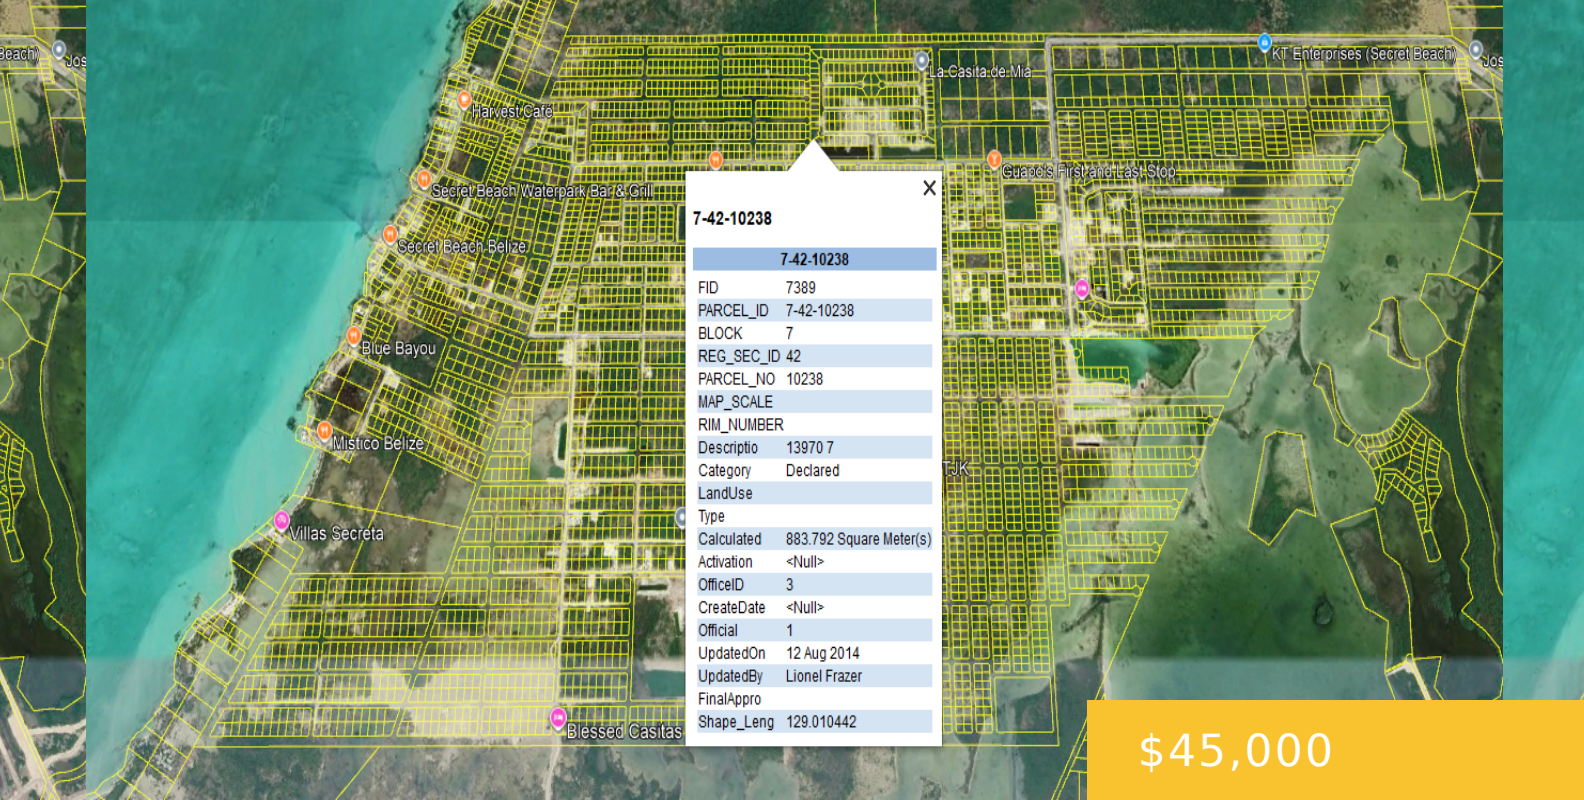 Beach)
Jos
KT Enterprises (Secret Beach)
Jos
La Casita de Mia
Harvest Café
Guapo's First and Last Stop
Secret Beach Waterpark Bar & Grill
Secret Beach Belize
Blue Bayou
Mistico Belize
TJK
Villas Secreta
Blessed Casitas
7-42-10238
7-42-10238
FID 7389
PARCEL_ID 7-42-10238
BLOCK 7
REG_SEC_ID 42
PARCEL_NO 10238
MAP_SCALE
RIM_NUMBER
Descriptio 13970 7
Category Declared
LandUse
Type
Calculated 883.792 Square Meter(s)
Activation <Null>
OfficeID 3
CreateDate <Null>
Official 1
UpdatedOn 12 Aug 2014
UpdatedBy Lionel Frazer
FinalAppro
Shape_Leng 129.010442
$45,000